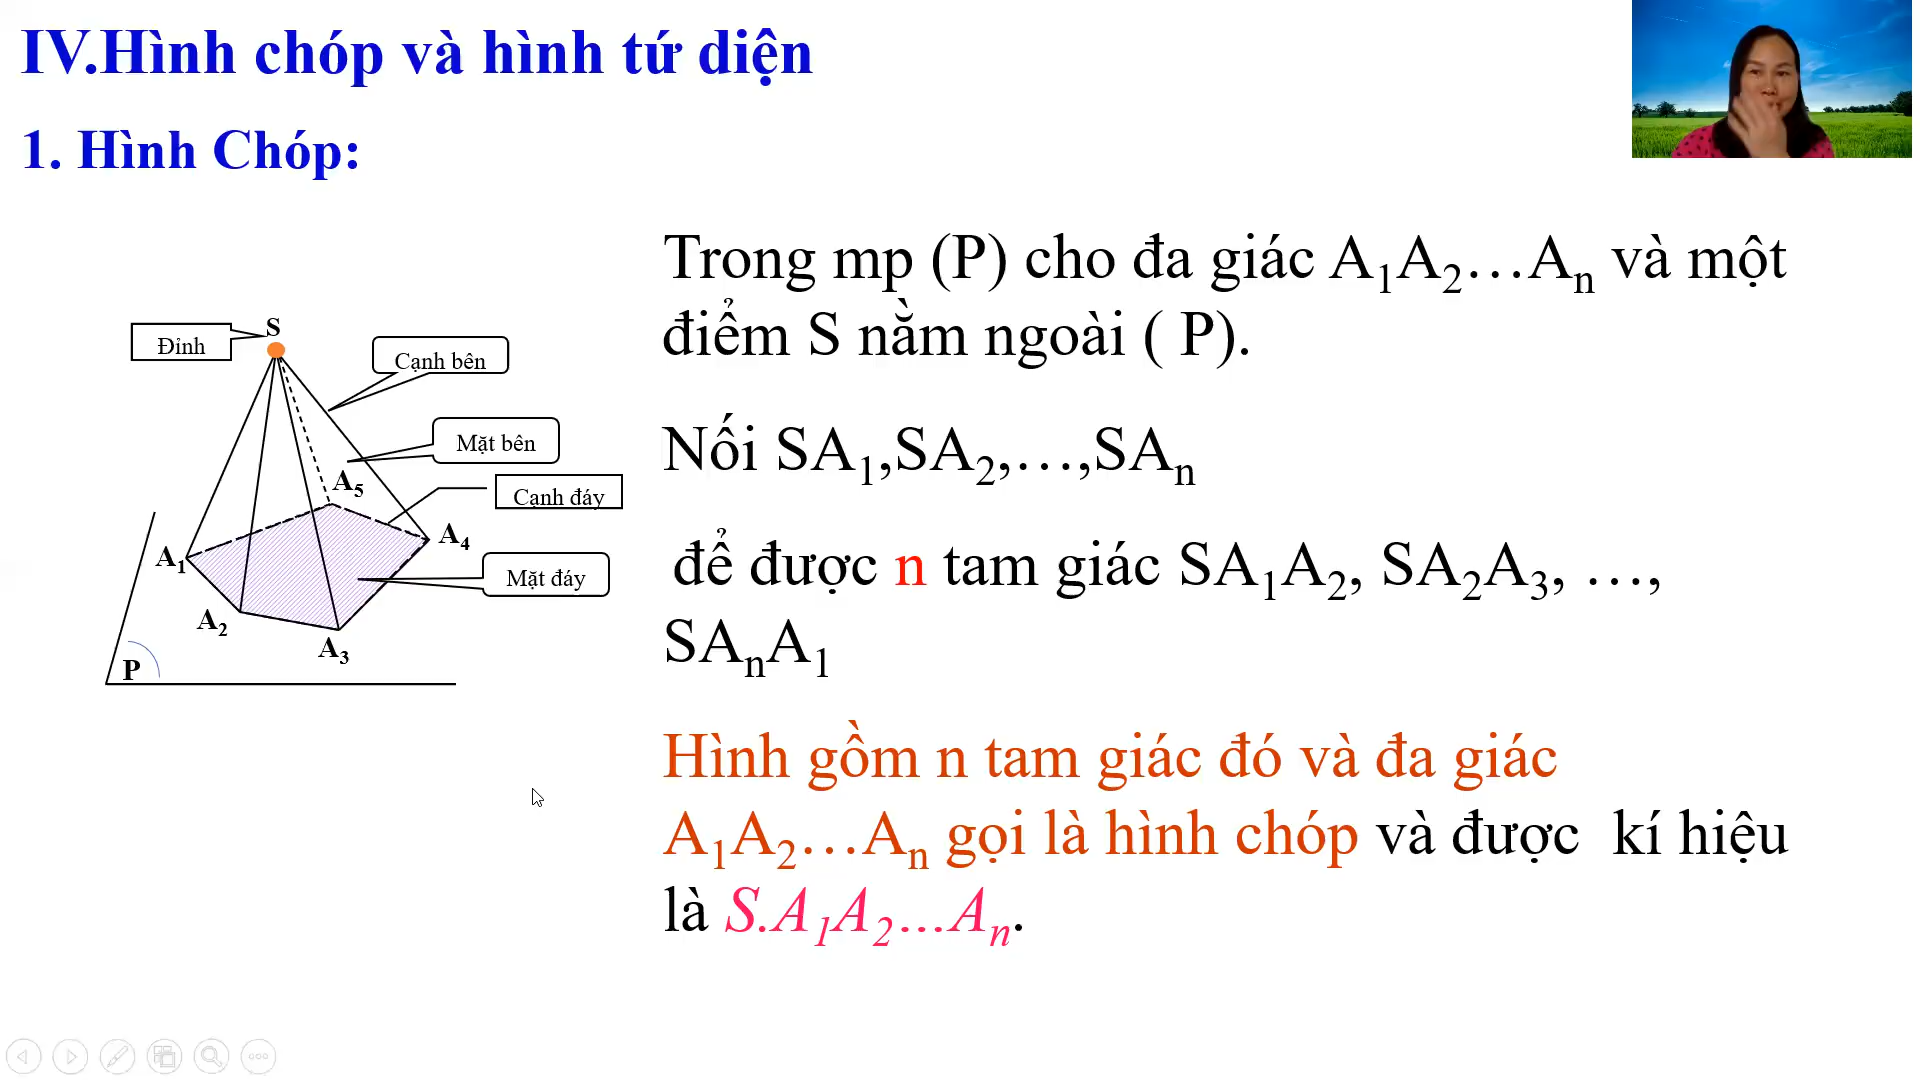 IV.Hình chóp và hình tứ diện
1. Hình Chóp:
Trong mp (P) cho đa giác A₁A₂…Aₙ và một
điểm S nằm ngoài ( P).
Nối SA₁,SA₂,…,SAₙ
để được n tam giác SA₁A₂, SA₂A₃, …,
SAₙA₁
Hình gồm n tam giác đó và đa giác
A₁A₂…Aₙ gọi là hình chóp và được kí hiệu
là S.A₁A₂…Aₙ.
S
Đỉnh
Cạnh bên
Mặt bên
A₅
Cạnh đáy
A₄
A₁
Mặt đáy
A₂
A₃
P